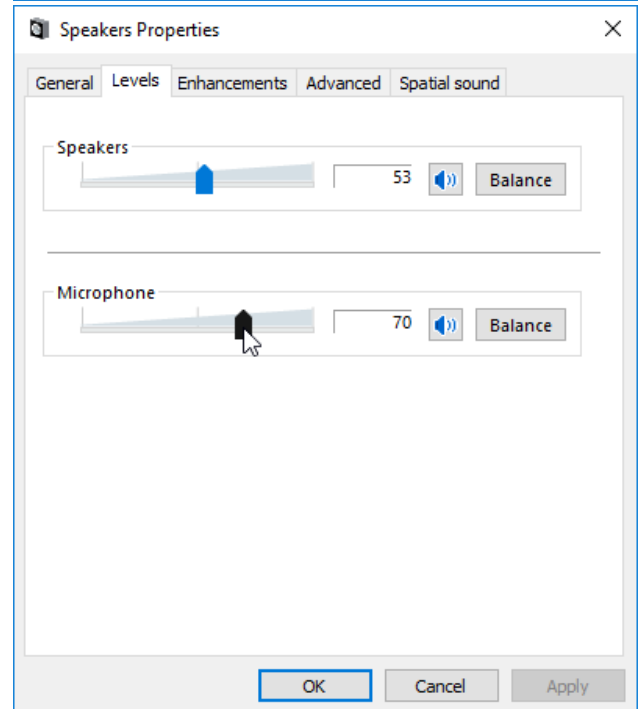 Speakers Properties
General Levels Enhancements Advanced Spatial sound
Speakers
53 Balance
Microphone
70 Balance
OK Cancel Apply